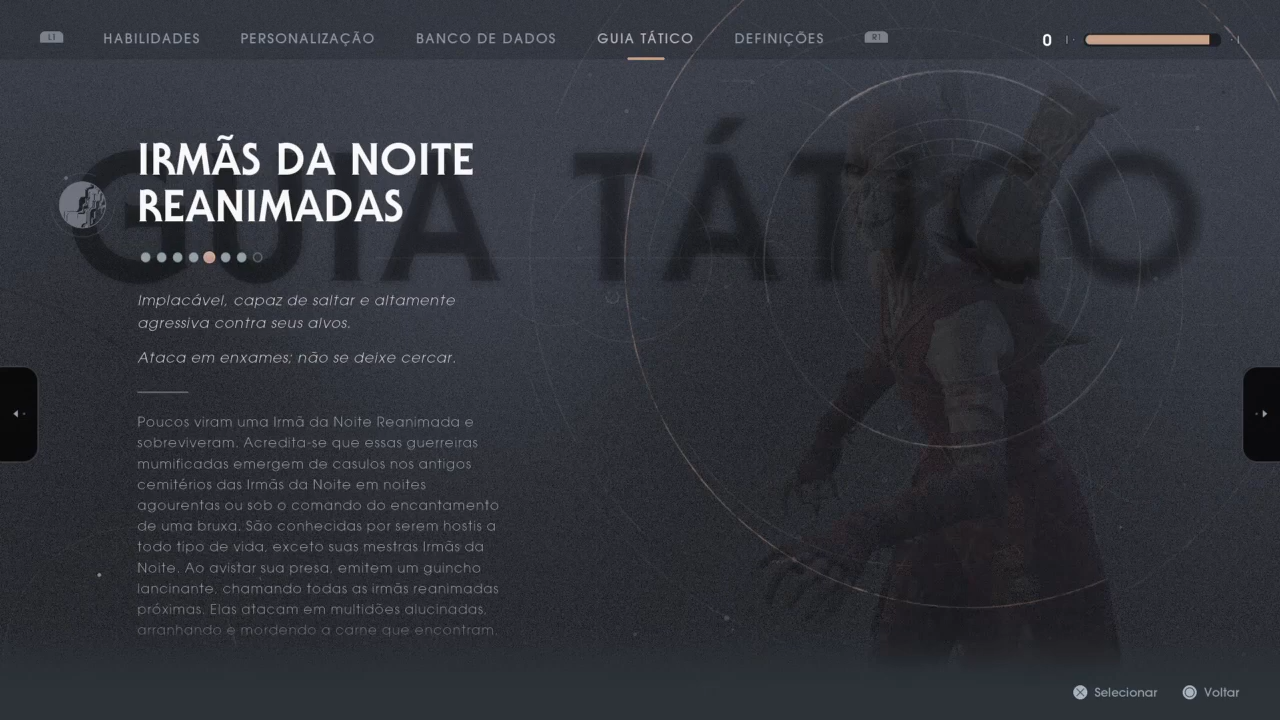 L1 HABILIDADES PERSONALIZAÇÃO BANCO DE DADOS GUIA TÁTICO DEFINIÇÕES R1 0
GUIA TÁTICO
IRMÃS DA NOITE
REANIMADAS
Implacável, capaz de saltar e altamente
agressiva contra seus alvos.
Ataca em enxames; não se deixe cercar.
Poucos viram uma Irmã da Noite Reanimada e
sobreviveram. Acredita-se que essas guerreiras
mumificadas emergem de casulos nos antigos
cemitérios das Irmãs da Noite em noites
agourentas ou sob o comando do encantamento
de uma bruxa. São conhecidas por serem hostis a
todo tipo de vida, exceto suas mestras Irmãs da
Noite. Ao avistar sua presa, emitem um guincho
lancinante, chamando todas as irmãs reanimadas
próximas. Elas atacam em multidões alucinadas,
arranhando e mordendo a carne que encontram.
Selecionar Voltar